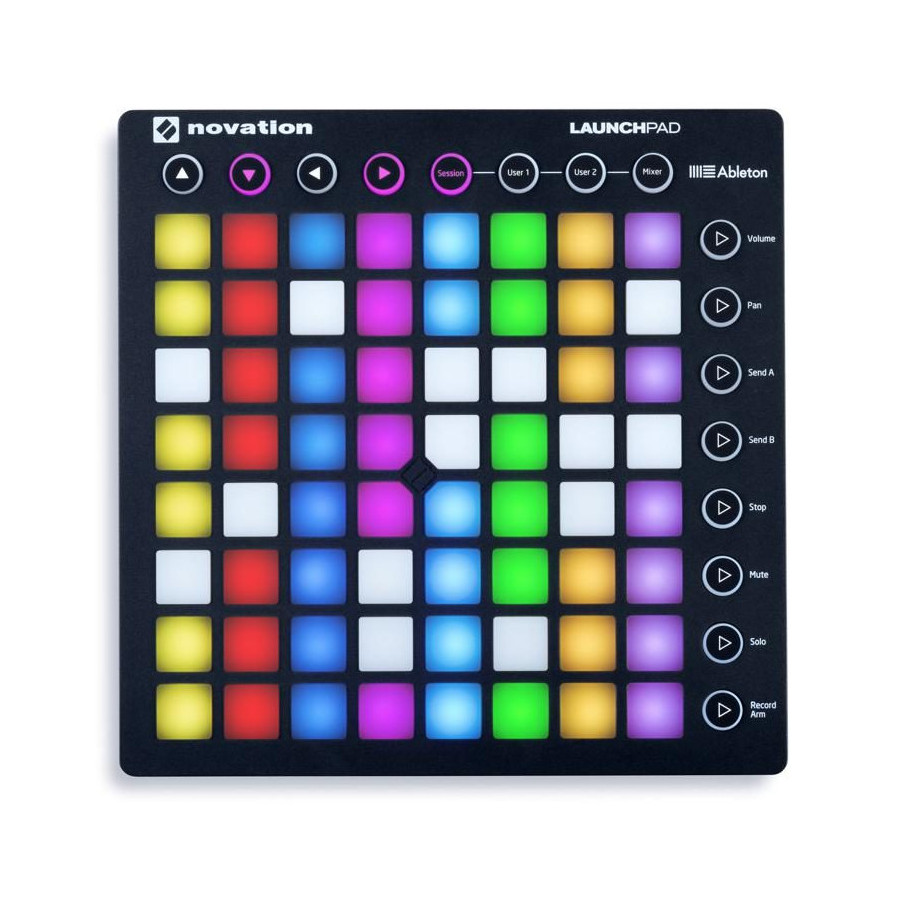 novation
LAUNCHPAD
Session
User 1
User 2
Mixer
Ableton
Volume
Pan
Send A
Send B
Stop
Mute
Solo
Record
Arm